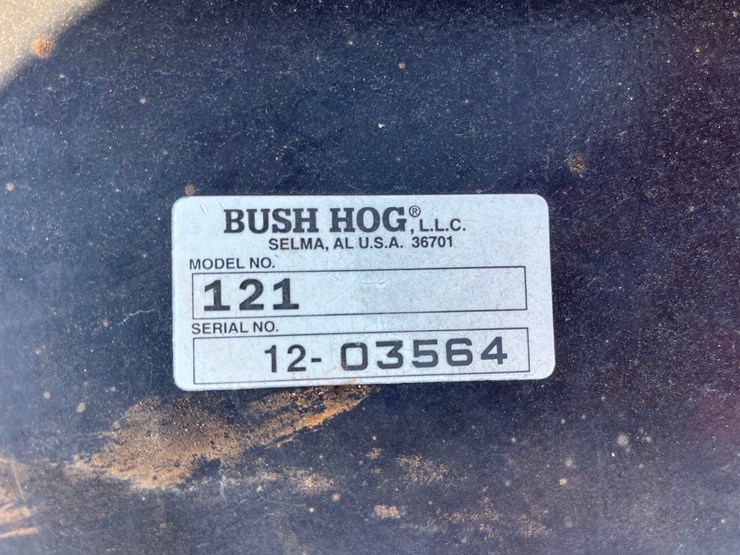 BUSH HOG®, L.L.C.
SELMA, AL U.S.A. 36701
MODEL NO.
121
SERIAL NO.
12-03564